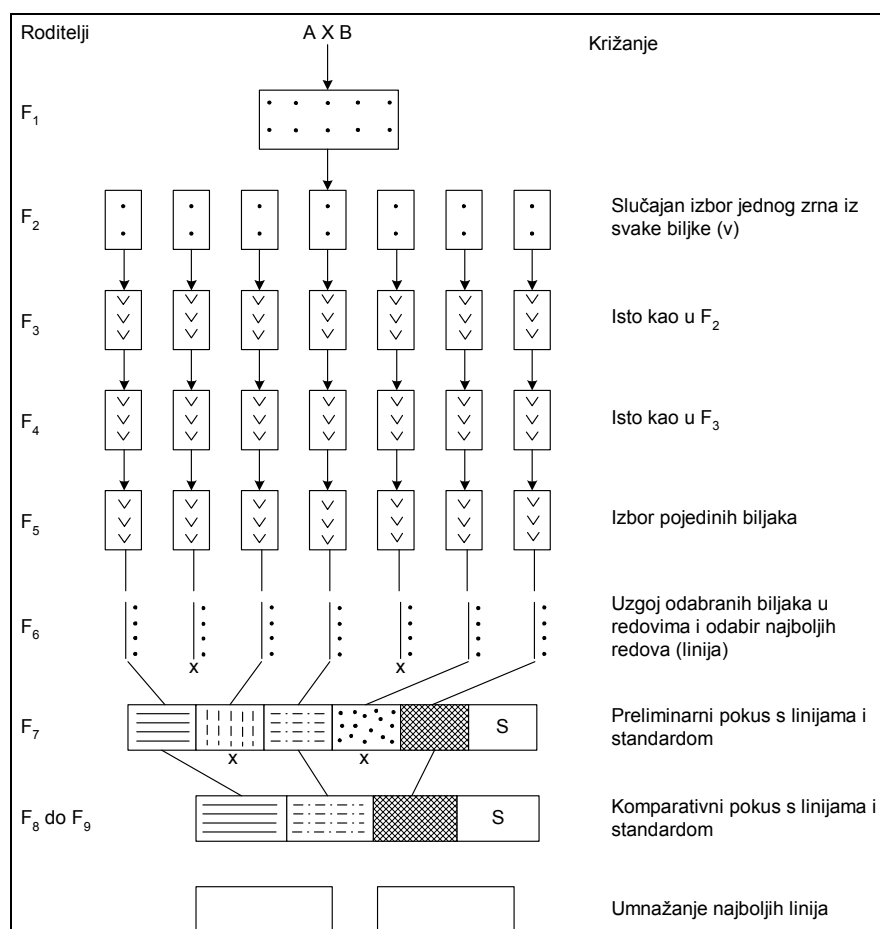 Roditelji
A X B
Križanje
F1
F2
Slučajan izbor jednog zrna iz
svake biljke (v)
F3
Isto kao u F2
F4
Isto kao u F3
F5
Izbor pojedinih biljaka
F6
Uzgoj odabranih biljaka u
redovima i odabir najboljih
redova (linija)
x x
F7
S
Preliminarni pokus s linijama i
standardom
x x
F8 do F9
S
Komparativni pokus s linijama i
standardom
Umnažanje najboljih linija